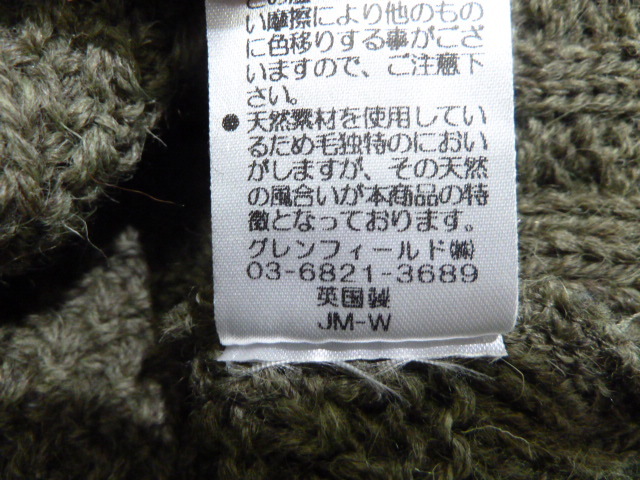 い摩擦により他のもの
に色移りする事がござ
いますので、ご注意下
さい。
●天然素材を使用してい
るため毛独特のにおい
がしますが、その天然
の風合いが本商品の特
徴となっております。
グレンフィールド㈱
03-6821-3689
英国製
JM-W